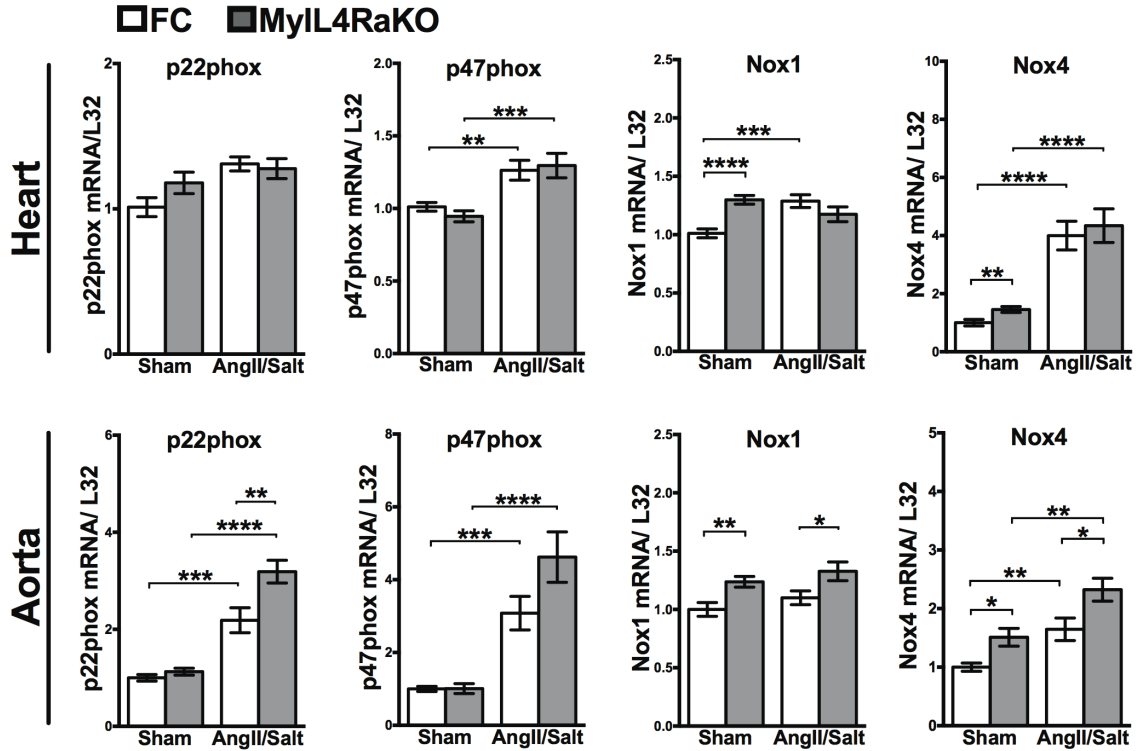 FC MylL4RaKO
Heart
p22phox
p22phox mRNA/L32
2
1
0
Sham AngII/Salt
p47phox
p47phox mRNA/ L32
2.0
1.5
1.0
0.5
0.0
** ***
Sham AngII/Salt
Nox1
Nox1 mRNA/ L32
2.5
2.0
1.5
1.0
0.5
0.0
***
****
Sham AngII/Salt
Nox4
Nox4 mRNA/ L32
10
8
6
4
2
0
****
****
**
Sham AngII/Salt
Aorta
p22phox
p22phox mRNA/ L32
6
4
2
0
**
****
***
Sham AngII/Salt
p47phox
p47phox mRNA/ L32
8
6
4
2
0
****
***
Sham AngII/Salt
Nox1
Nox1 mRNA/ L32
2.5
2.0
1.5
1.0
0.5
0.0
** *
Sham AngII/Salt
Nox4
Nox4 mRNA/ L32
5
4
3
2
1
0
**
*
**
*
Sham AngII/Salt